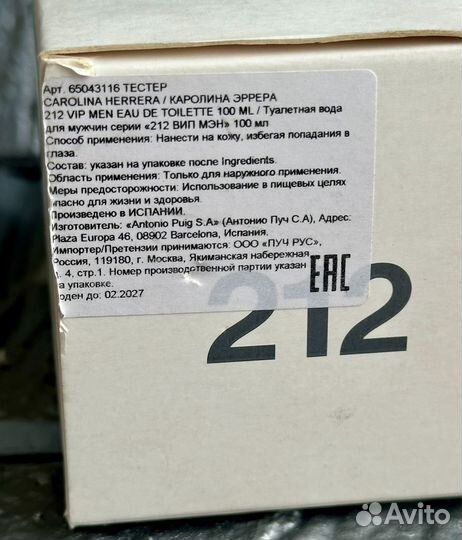 Арт. 65043116 ТЕСТЕР
CAROLINA HERRERA / КАРОЛИНА ЭРРЕРА
212 VIP MEN EAU DE TOILETTE 100 ML / Туалетная вода
для мужчин серии «212 ВИП МЭН» 100 мл
Способ применения: Нанести на кожу, избегая попадания в
глаза.
Состав: указан на упаковке после Ingredients.
Область применения: Только для наружного применения.
Меры предосторожности: Использование в пищевых целях
опасно для жизни и здоровья.
Произведено в ИСПАНИИ.
Изготовитель: «Antonio Puig S.A» (Антонио Пуч С.А), Адрес:
Plaza Europa 46, 08902 Barcelona, Испания.
Импортер/Претензии принимаются: ООО «ПУЧ РУС»,
Россия, 119180, г. Москва, Якиманская набережная
д. 4, стр.1. Номер производственной партии указан
на упаковке.
оден до: 02.2027
EAC
212
Avito